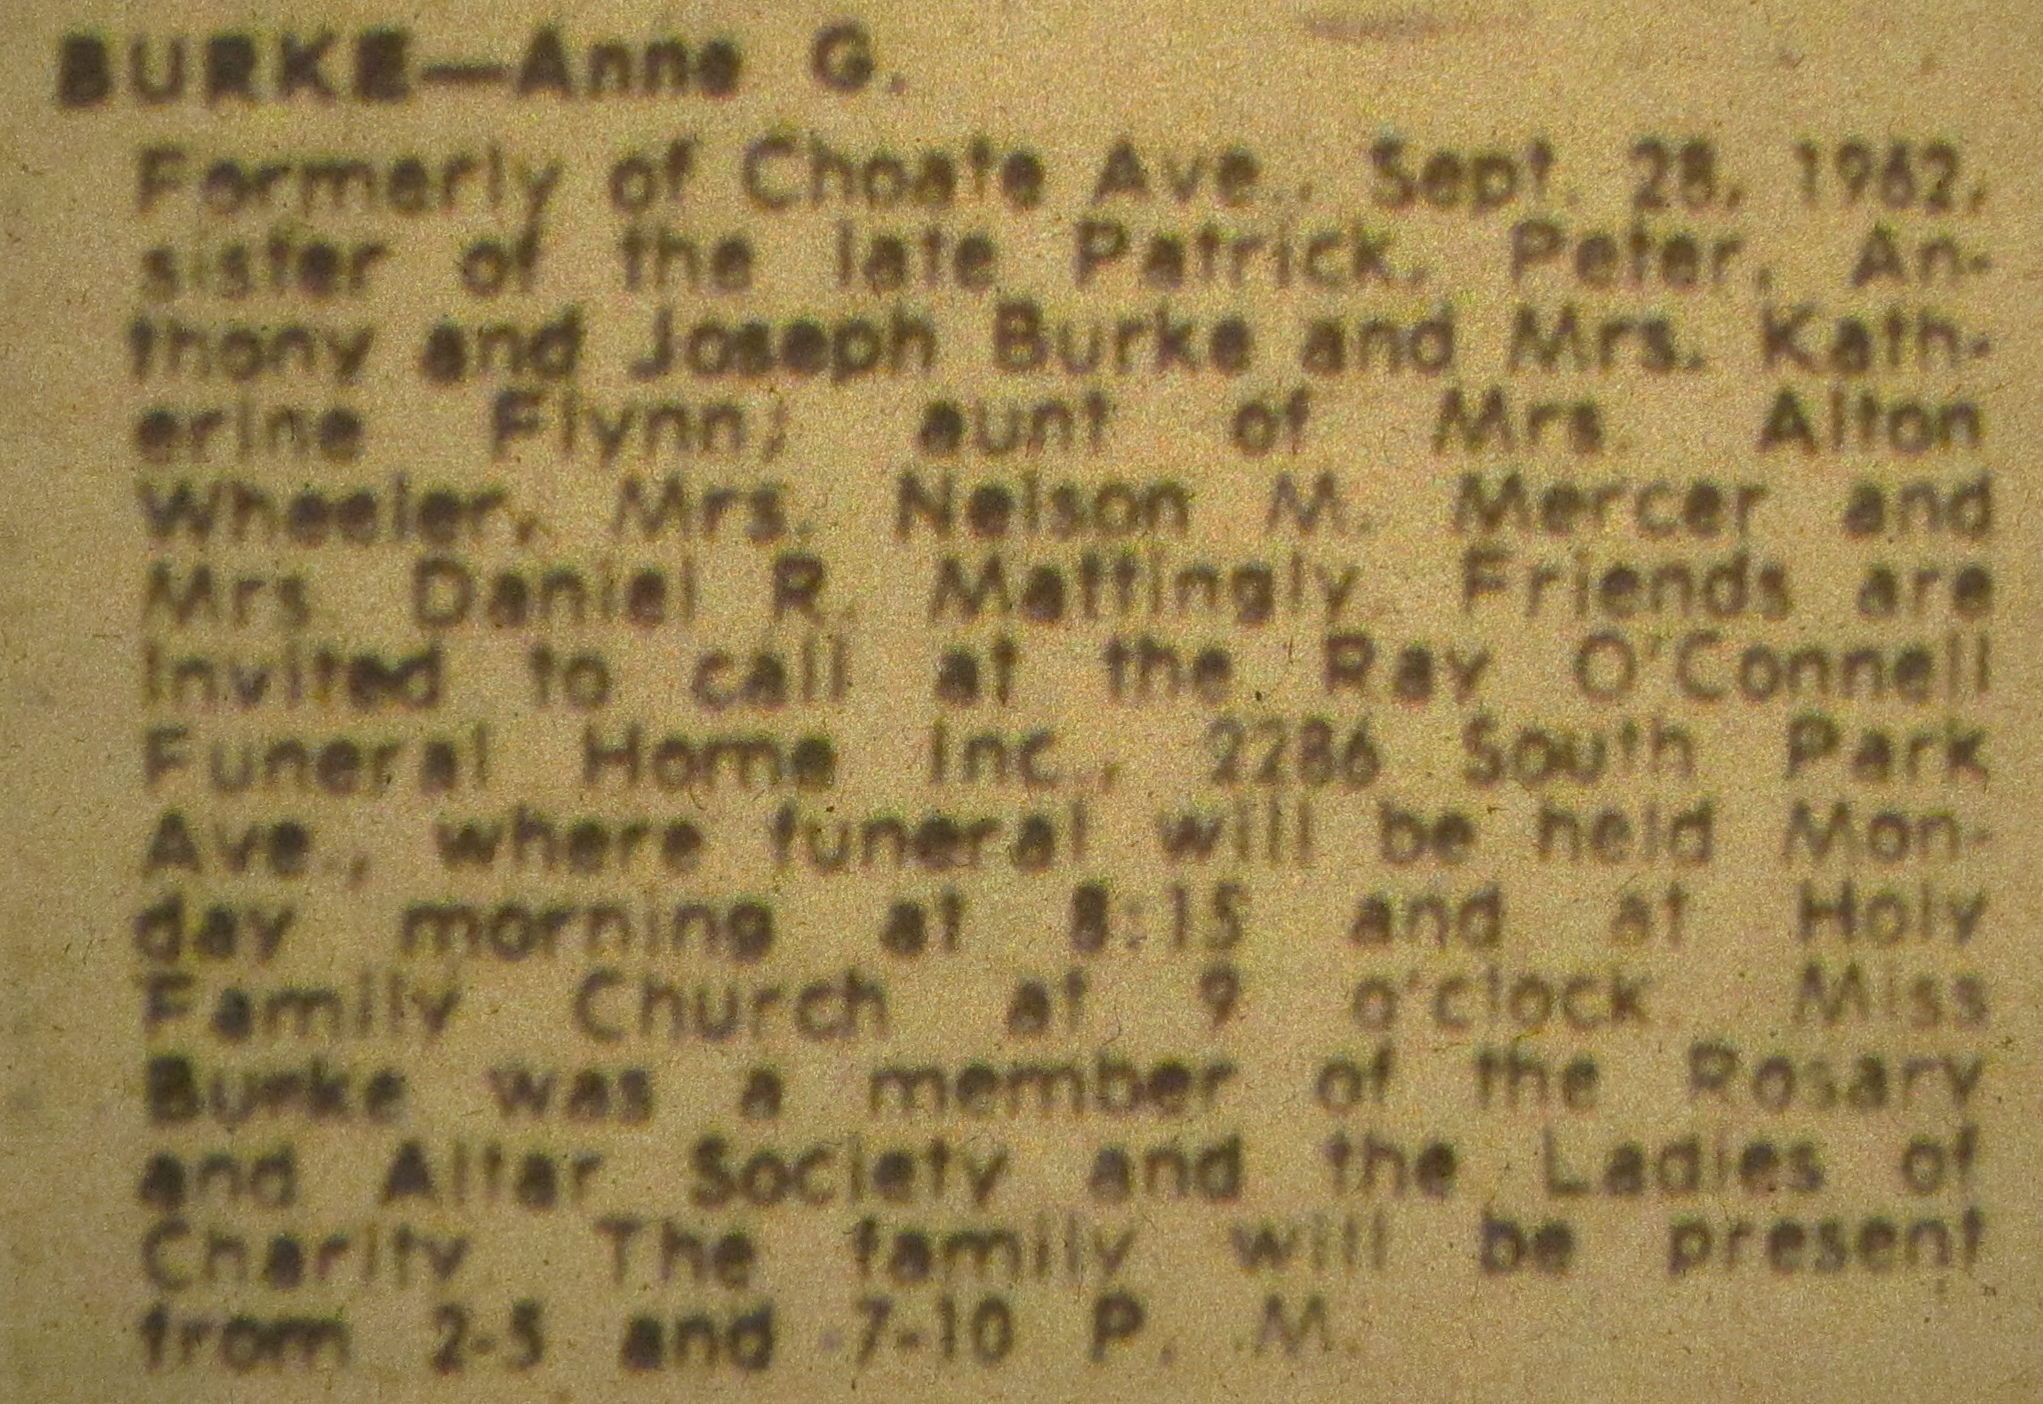 BURKE—Anne G.
Formerly of Choate Ave., Sept. 28, 1962,
sister of the late Patrick, Peter, An-
thony and Joseph Burke and Mrs. Kath-
erine Flynn; aunt of Mrs. Alton
Wheeler, Mrs. Nelson M. Mercer and
Mrs. Daniel R. Mattingly. Friends are
invited to call at the Ray O'Connell
Funeral Home Inc., 2286 South Park
Ave., where funeral will be held Mon-
day morning at 8:15 and at Holy
Family Church at 9 o'clock. Miss
Burke was a member of the Rosary
and Altar Society and the Ladies of
Charity. The family will be present
from 2-5 and 7-10 P. M.